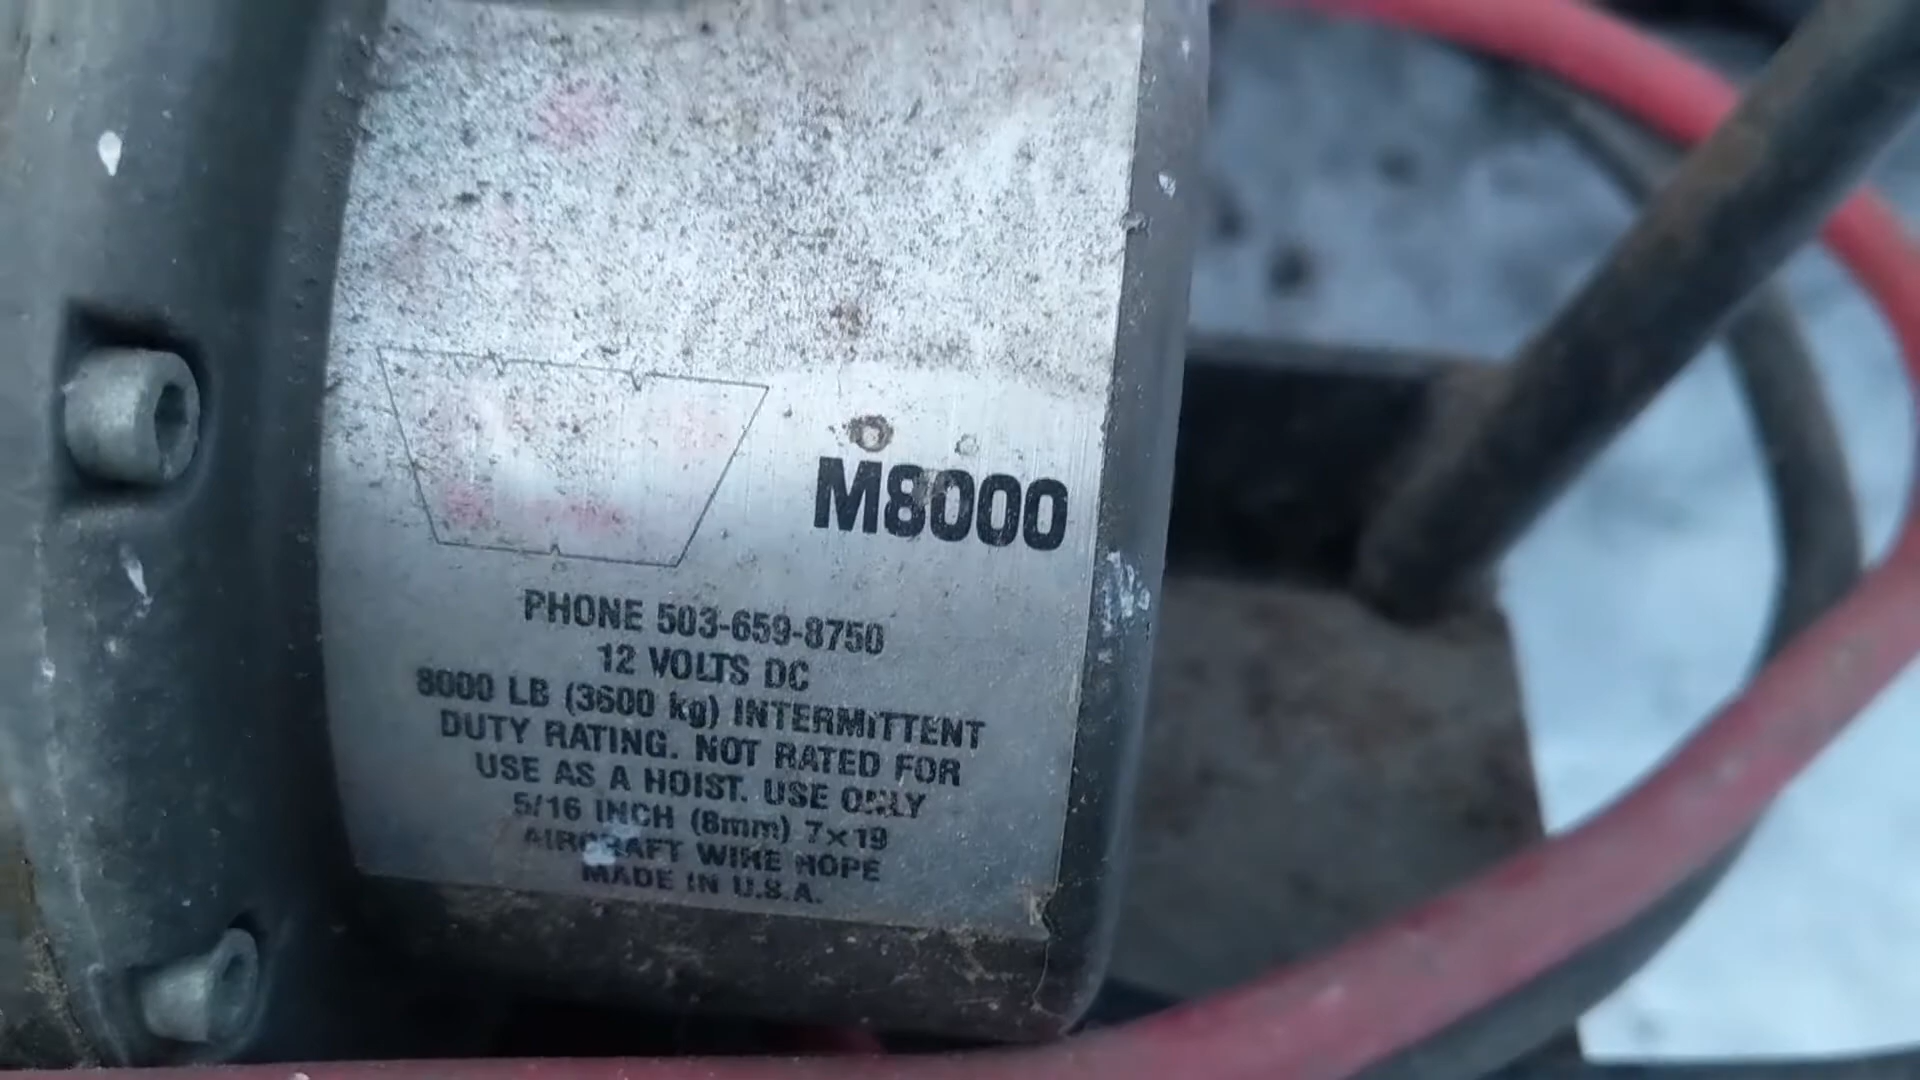 M8000
PHONE 503-659-8750
12 VOLTS DC
8000 LB (3600 kg) INTERMITTENT
DUTY RATING. NOT RATED FOR
USE AS A HOIST. USE ONLY
5/16 INCH (8mm) 7×19
AIRCRAFT WIRE ROPE
MADE IN U.S.A.